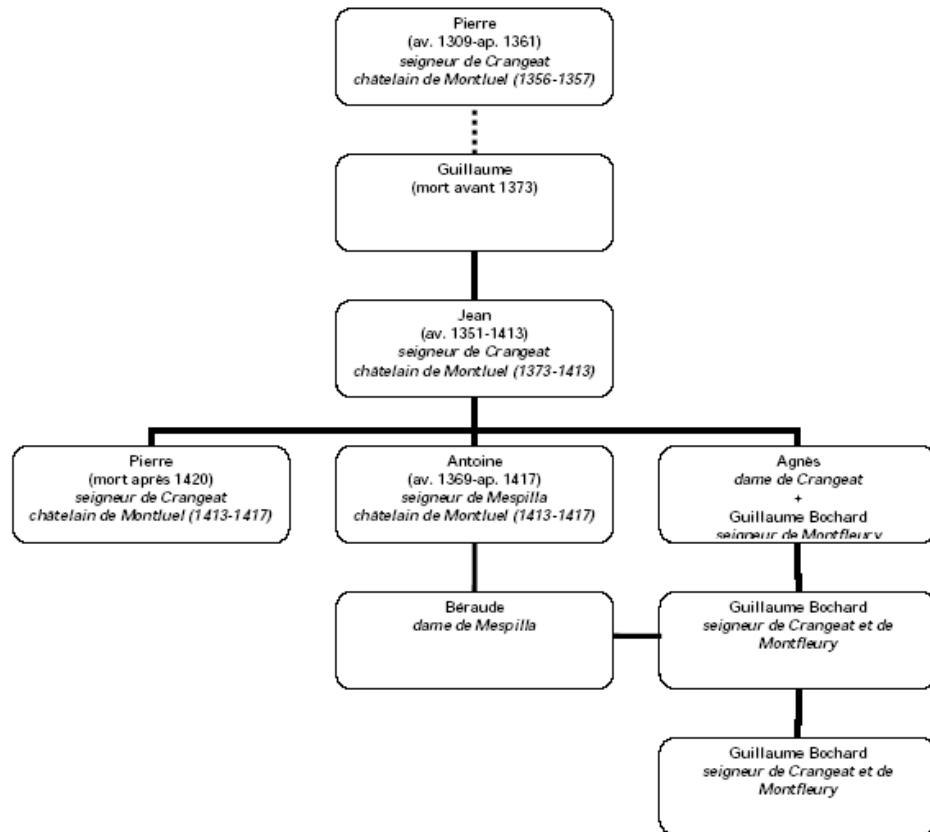 Pierre
(av. 1309-ap. 1361)
seigneur de Crangeat
châtelain de Montluel (1356-1357)
Guillaume
(mort avant 1373)
Jean
(av. 1351-1413)
seigneur de Crangeat
châtelain de Montluel (1373-1413)
Pierre
(mort après 1420)
seigneur de Crangeat
châtelain de Montluel (1413-1417)
Antoine
(av. 1369-ap. 1417)
seigneur de Mespilla
châtelain de Montluel (1413-1417)
Agnès
dame de Crangeat
+
Guillaume Bochard
seigneur de Montfleury
Béraude
dame de Mespilla
Guillaume Bochard
seigneur de Crangeat et de
Montfleury
Guillaume Bochard
seigneur de Crangeat et de
Montfleury